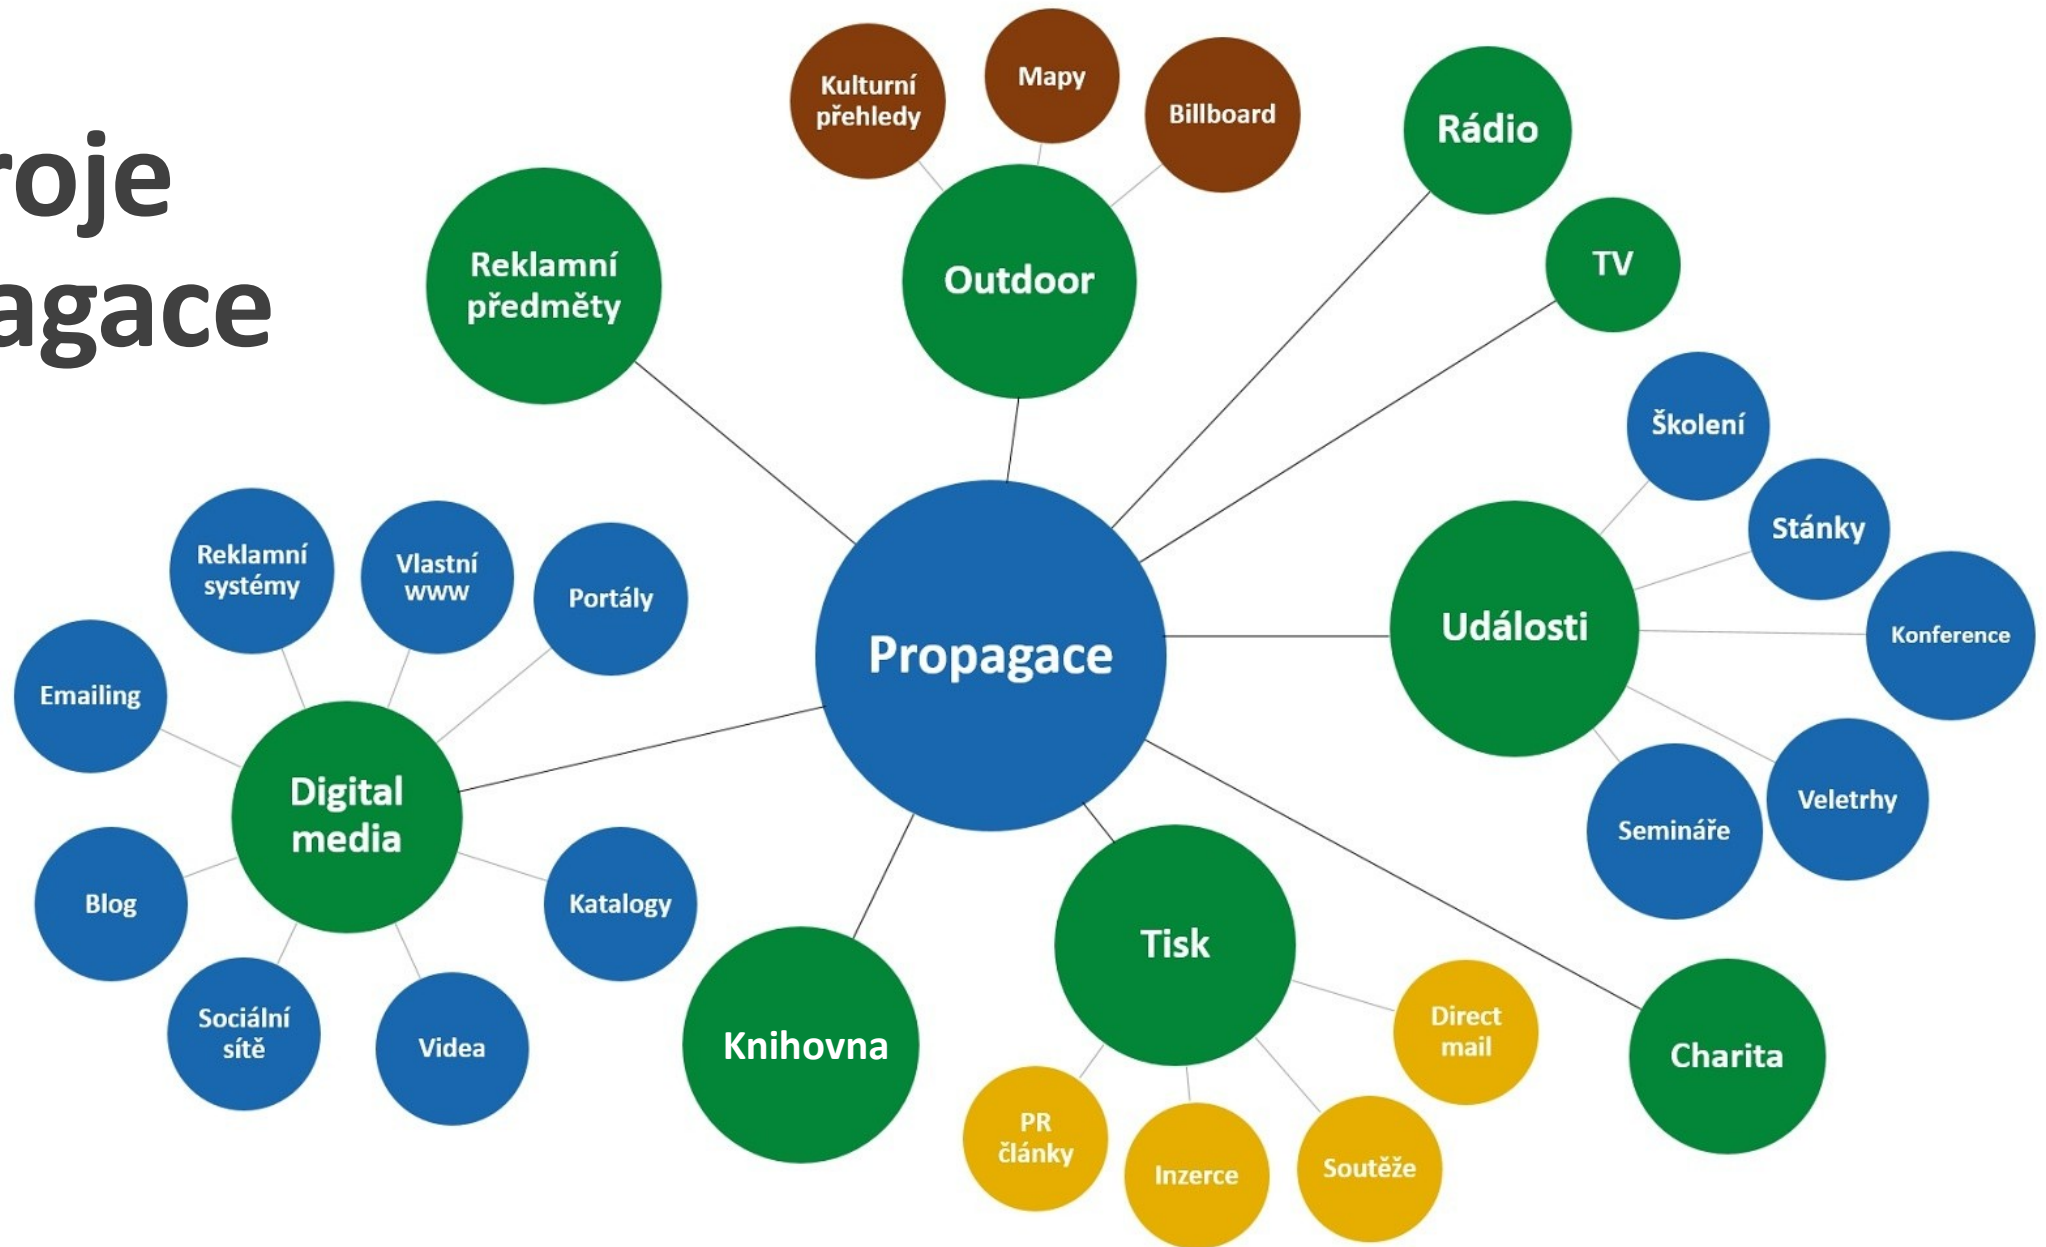 roje
agace
Kulturní
přehledy
Mapy
Billboard
Rádio
TV
Reklamní
předměty
Outdoor
Školení
Stánky
Konference
Události
Veletrhy
Semináře
Propagace
Reklamní
systémy
Vlastní
www
Portály
Emailing
Digital
media
Blog
Katalogy
Sociální
sítě
Videa
Knihovna
Tisk
Direct
mail
PR
články
Inzerce
Soutěže
Charita